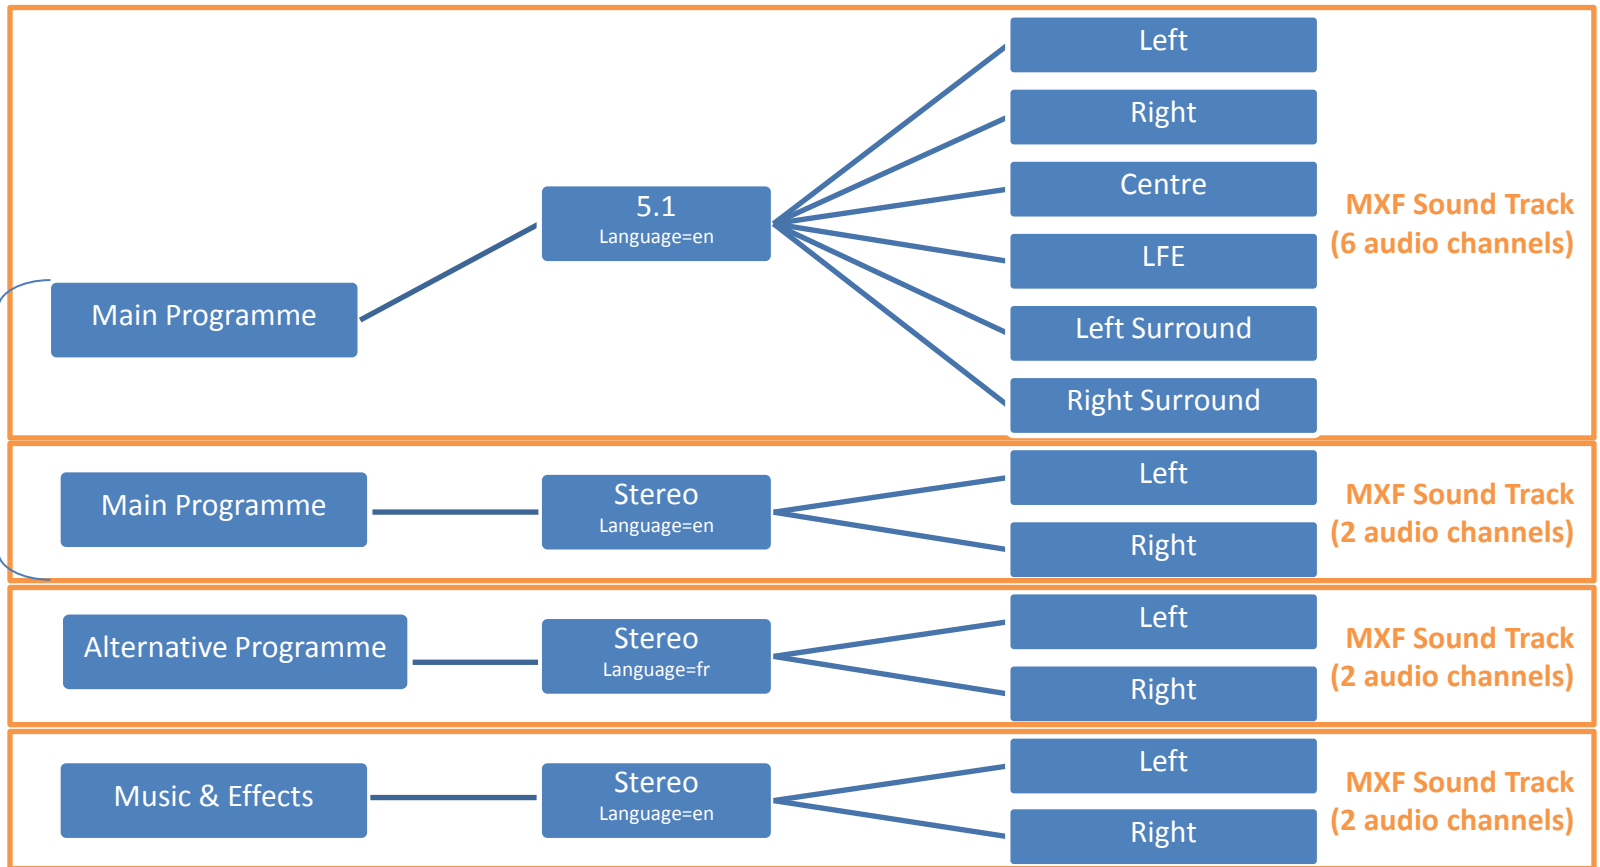 Main Programme
5.1
Language=en
Left
Right
Centre
LFE
Left Surround
Right Surround
MXF Sound Track
(6 audio channels)
Main Programme
Stereo
Language=en
Left
Right
MXF Sound Track
(2 audio channels)
Alternative Programme
Stereo
Language=fr
Left
Right
MXF Sound Track
(2 audio channels)
Music & Effects
Stereo
Language=en
Left
Right
MXF Sound Track
(2 audio channels)